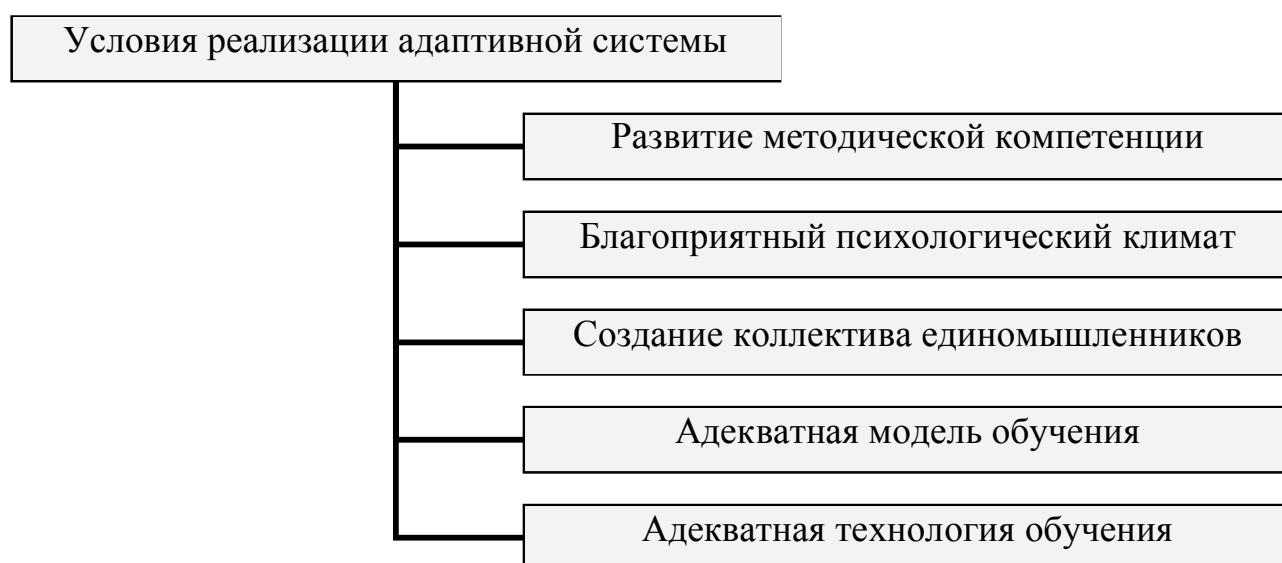 Условия реализации адаптивной системы
Развитие методической компетенции
Благоприятный психологический климат
Создание коллектива единомышленников
Адекватная модель обучения
Адекватная технология обучения